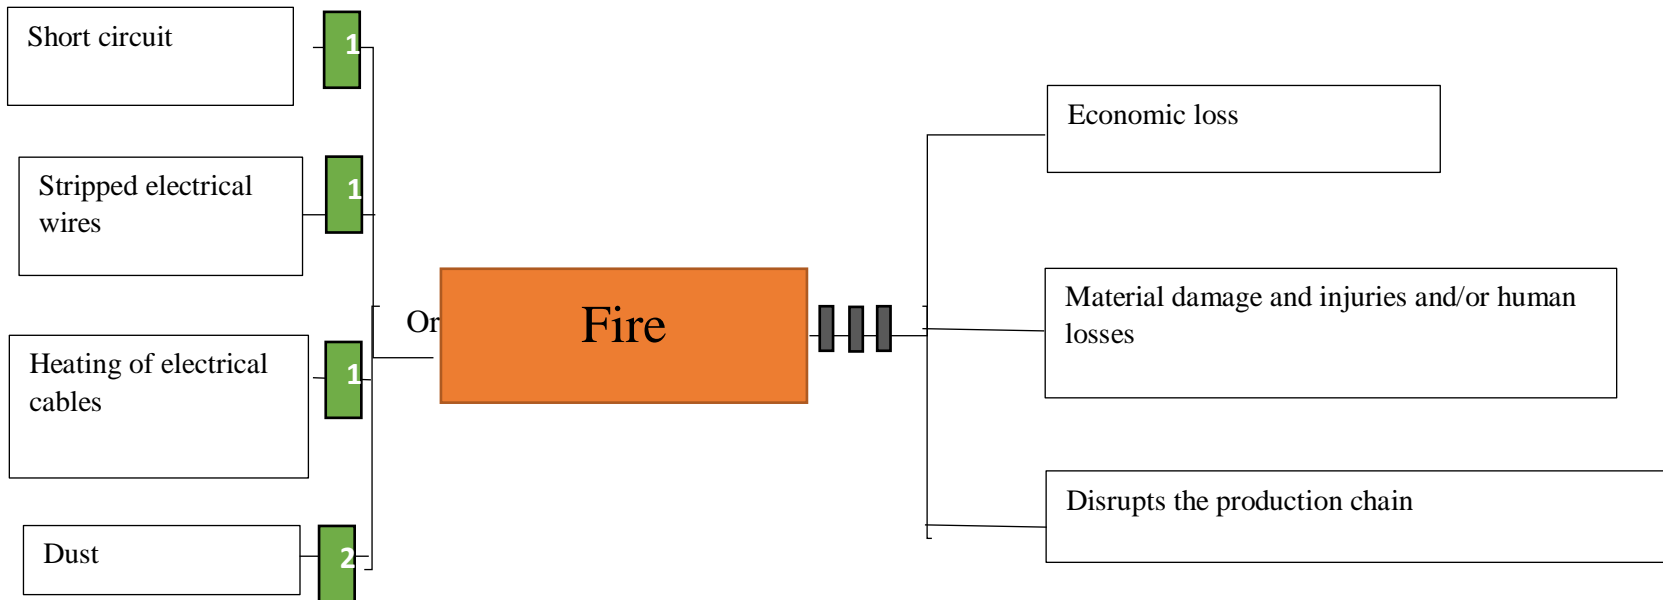 Short circuit
1
Stripped electrical
wires
1
Heating of electrical
cables
1
Dust
2
Or
Fire
Economic loss
Material damage and injuries and/or human
losses
Disrupts the production chain